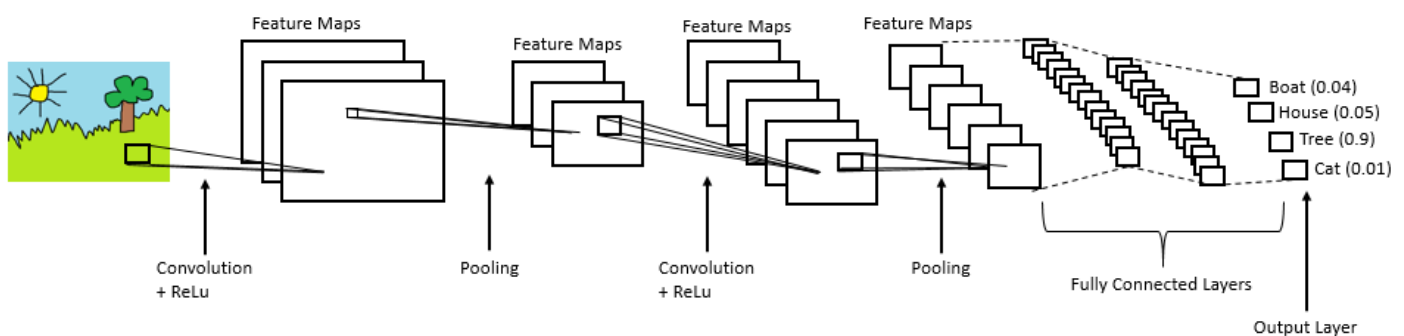 Feature Maps
Feature Maps
Feature Maps
Feature Maps
Boat (0.04)
House (0.05)
Tree (0.9)
Cat (0.01)
Convolution
+ ReLu
Pooling
Convolution
+ ReLu
Pooling
Fully Connected Layers
Output Layer